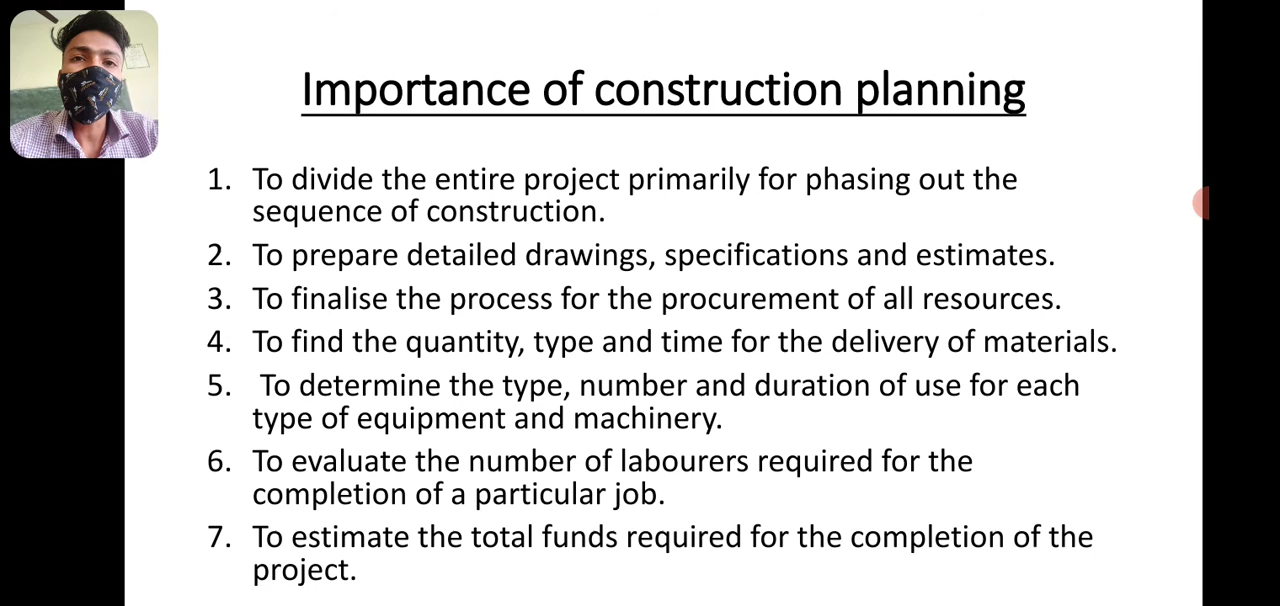 Importance of construction planning
1. To divide the entire project primarily for phasing out the
sequence of construction.
2. To prepare detailed drawings, specifications and estimates.
3. To finalise the process for the procurement of all resources.
4. To find the quantity, type and time for the delivery of materials.
5. To determine the type, number and duration of use for each
type of equipment and machinery.
6. To evaluate the number of labourers required for the
completion of a particular job.
7. To estimate the total funds required for the completion of the
project.